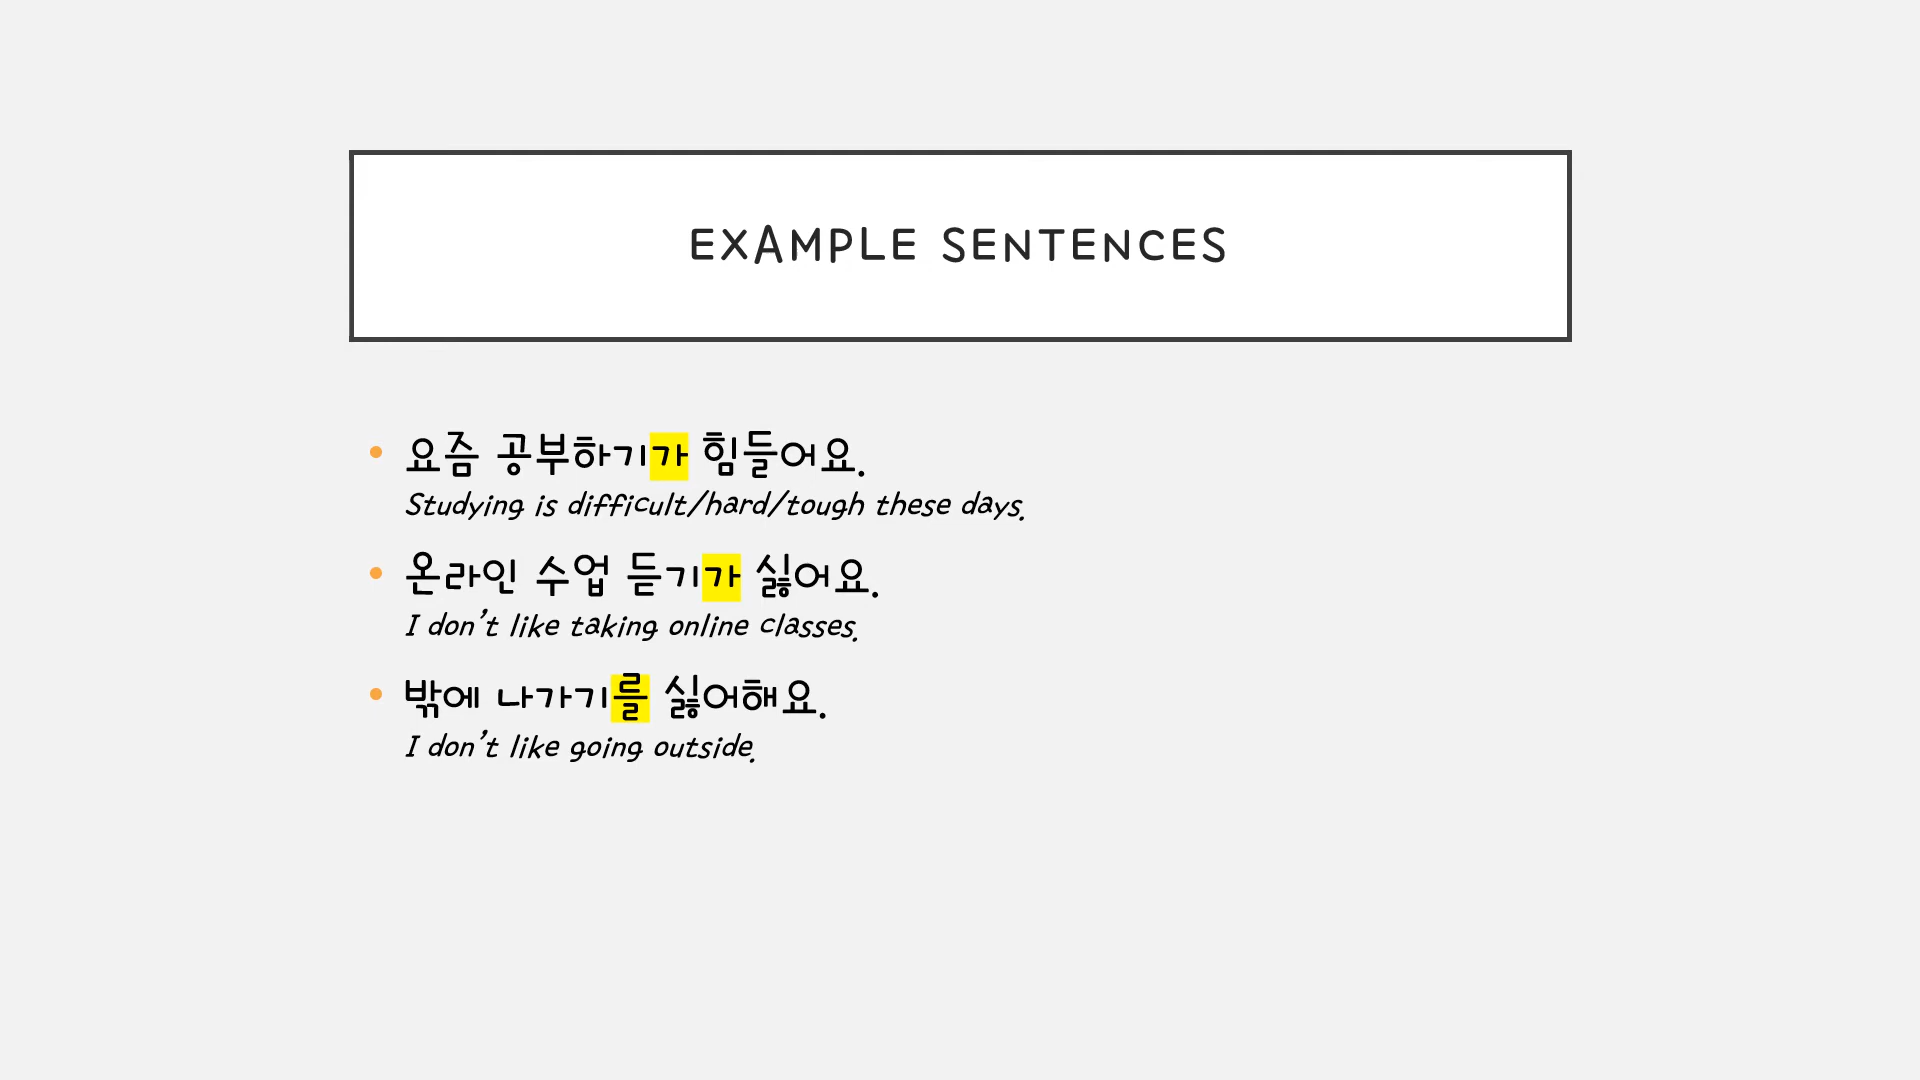 EXAMPLE SENTENCES
요즘 공부하기가 힘들어요.
Studying is difficult/hard/tough these days.
온라인 수업 듣기가 싫어요.
I don't like taking online classes.
밖에 나가기를 싫어해요.
I don't like going outside.